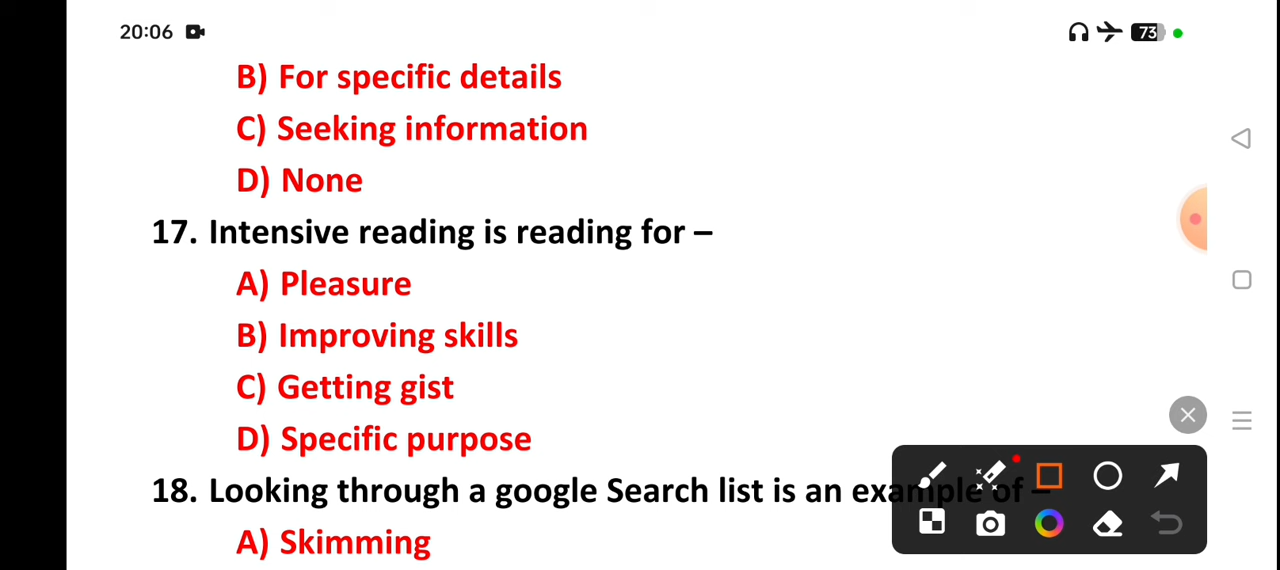 20:06
73
B) For specific details
C) Seeking information
D) None
17. Intensive reading is reading for –
A) Pleasure
B) Improving skills
C) Getting gist
D) Specific purpose
18. Looking through a google Search list is an example of –
A) Skimming